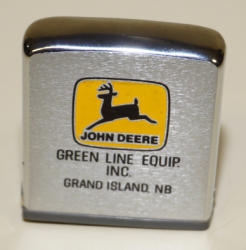 JOHN DEERE
GREEN LINE EQUIP.
INC.
GRAND ISLAND, NB